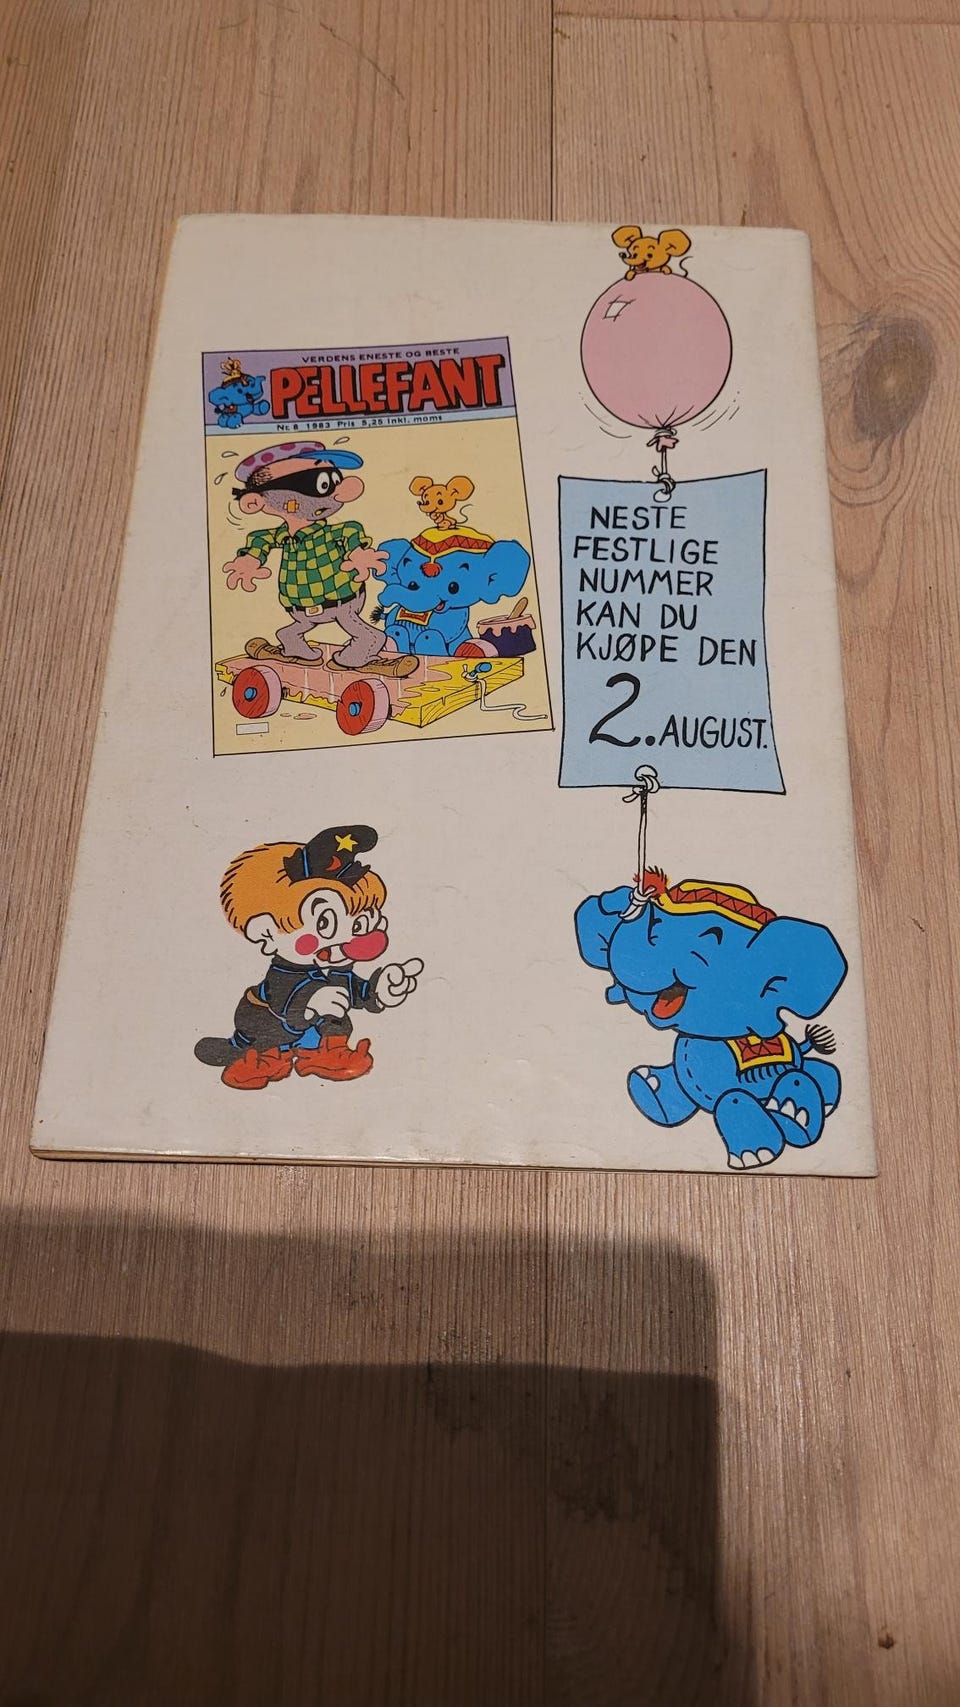 VERDENS ENESTE OG BESTE
PELLEFANT
Nr. 8 1983 Pris 5,25 inkl. moms
NESTE
FESTLIGE
NUMMER
KAN DU
KJØPE DEN
2. AUGUST.